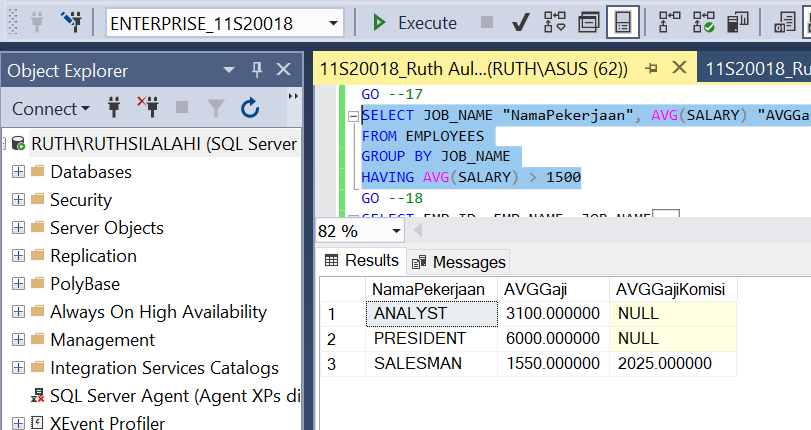 ENTERPRISE_11S20018
Execute
Object Explorer
Connect
RUTH\RUTHSILALAHI (SQL Server
Databases
Security
Server Objects
Replication
PolyBase
Always On High Availability
Management
Integration Services Catalogs
SQL Server Agent (Agent XPs di
XEvent Profiler
11S20018_Ruth Aul...(RUTH\ASUS (62))
11S20018_Ru
GO --17
SELECT JOB_NAME "NamaPekerjaan", AVG(SALARY) "AVGGa
FROM EMPLOYEES
GROUP BY JOB_NAME
HAVING AVG(SALARY) > 1500
GO --18
SELECT EMP_ID, EMP_NAME, JOB_NAME
82 %
Results
Messages
NamaPekerjaan AVGGaji AVGGajiKomisi
1 ANALYST 3100.000000 NULL
2 PRESIDENT 6000.000000 NULL
3 SALESMAN 1550.000000 2025.000000